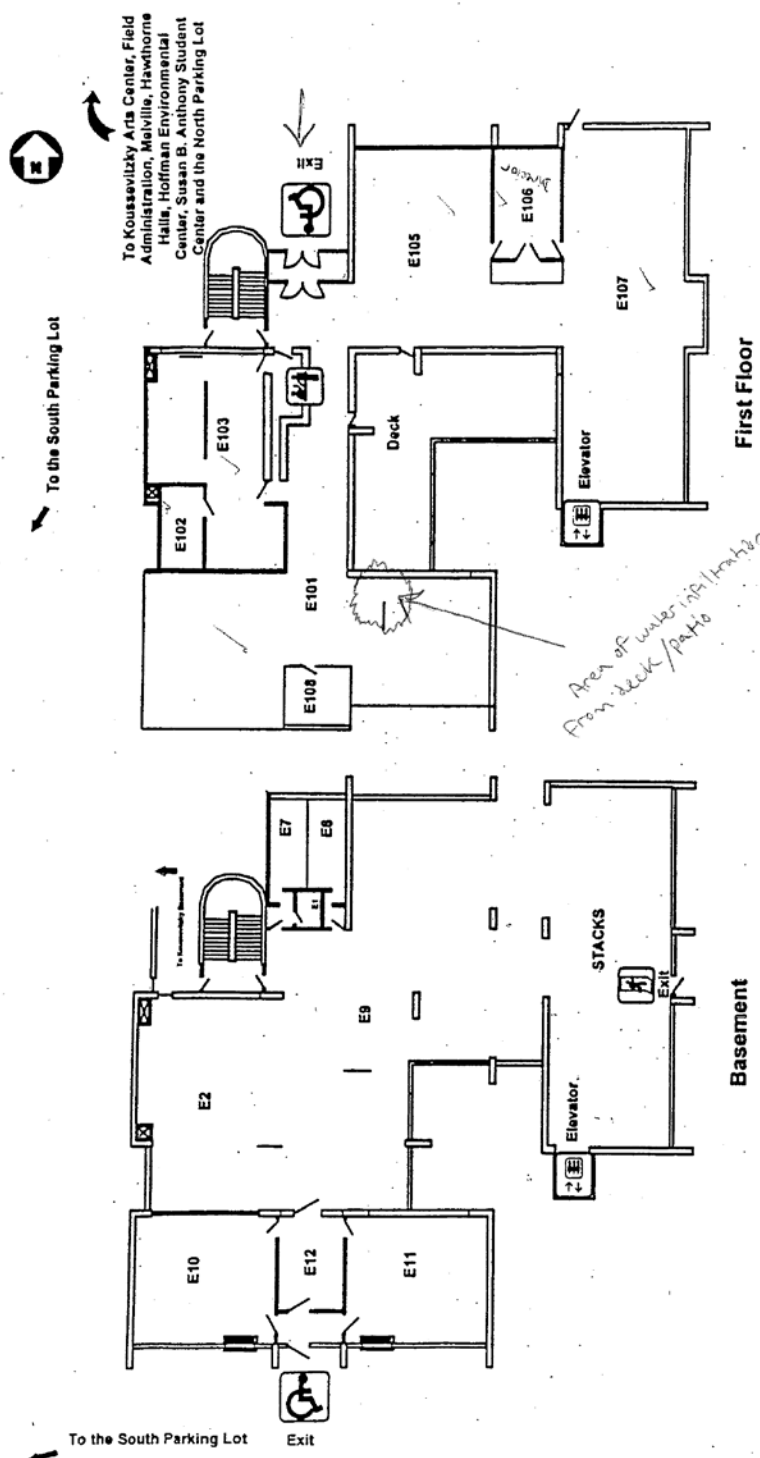 To Koussevitzky Arts Center, Field
Administration, Melville, Hawthorne
Halls, Hoffman Environmental
Center, Susan B. Anthony Student
Center and the North Parking Lot
N
To the South Parking Lot
Exit
E103
E102
E105
Director
E106
E107
Deck
Elevator
E101
E108
Area of water infiltration
from deck/patio
First Floor
To Koussevitzky Basement
E7
E8
E1
E9
E2
STACKS
Exit
Elevator
E10
E12
E11
Basement
To the South Parking Lot
Exit